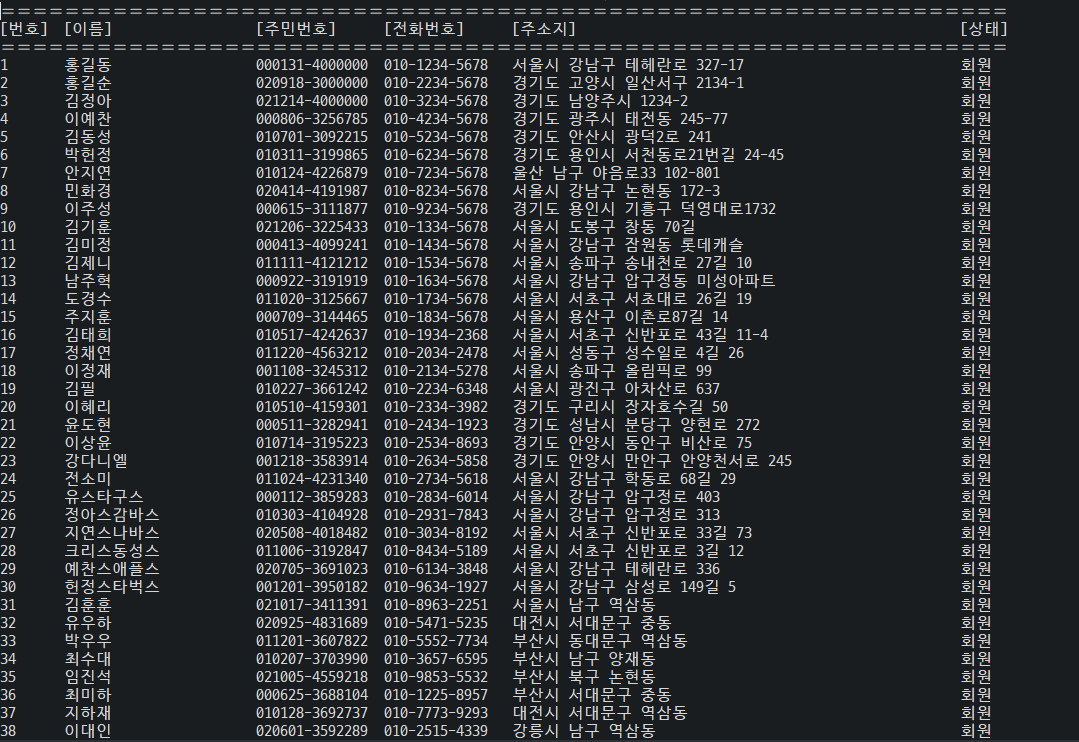 ===============================================================
[번호] [이름] [주민번호] [전화번호] [주소지] [상태]
===============================================================
1 홍길동 000131-4000000 010-1234-5678 서울시 강남구 테헤란로 327-17 회원
2 홍길순 020918-3000000 010-2234-5678 경기도 고양시 일산서구 2134-1 회원
3 김정아 021214-4000000 010-3234-5678 경기도 남양주시 1234-2 회원
4 이예찬 000806-3256785 010-4234-5678 경기도 광주시 태전동 245-77 회원
5 김동성 010701-3092215 010-5234-5678 경기도 안산시 광덕2로 241 회원
6 박헌정 010311-3199865 010-6234-5678 경기도 용인시 서천동로21번길 24-45 회원
7 안지연 010124-4226879 010-7234-5678 울산 남구 야음로33 102-801 회원
8 민화경 020414-4191987 010-8234-5678 서울시 강남구 논현동 172-3 회원
9 이주성 000615-3111877 010-9234-5678 경기도 용인시 기흥구 덕영대로1732 회원
10 김기훈 021206-3225433 010-1334-5678 서울시 도봉구 창동 70길 회원
11 김미정 000413-4099241 010-1434-5678 서울시 강남구 잠원동 롯데캐슬 회원
12 김제니 011111-4121212 010-1534-5678 서울시 송파구 송내천로 27길 10 회원
13 남주혁 000922-3191919 010-1634-5678 서울시 강남구 압구정동 미성아파트 회원
14 도경수 011020-3125667 010-1734-5678 서울시 서초구 서초대로 26길 19 회원
15 주지훈 000709-3144465 010-1834-5678 서울시 용산구 이촌로87길 14 회원
16 김태희 010517-4242637 010-1934-2368 서울시 서초구 신반포로 43길 11-4 회원
17 정채연 011220-4563212 010-2034-2478 서울시 성동구 성수일로 4길 26 회원
18 이정재 001108-3245312 010-2134-5278 서울시 송파구 올림픽로 99 회원
19 김필 010227-3661242 010-2234-6348 서울시 광진구 아차산로 637 회원
20 이혜리 010510-4159301 010-2334-3982 경기도 구리시 장자호수길 50 회원
21 윤도현 000511-3282941 010-2434-1923 경기도 성남시 분당구 양현로 272 회원
22 이상윤 010714-3195223 010-2534-8693 경기도 안양시 동안구 비산로 75 회원
23 강다니엘 001218-3583914 010-2634-5858 경기도 안양시 만안구 안양천서로 245 회원
24 전소미 011024-4231340 010-2734-5618 서울시 강남구 학동로 68길 29 회원
25 유스타구스 000112-3859283 010-2834-6014 서울시 강남구 압구정로 403 회원
26 정아스감바스 010303-4104928 010-2931-7843 서울시 강남구 압구정로 313 회원
27 지연스나바스 020508-4018482 010-3034-8192 서울시 서초구 신반포로 33길 73 회원
28 크리스동성스 011006-3192847 010-8434-5189 서울시 서초구 신반포로 3길 12 회원
29 예찬스애플스 020705-3691023 010-6134-3848 서울시 강남구 테헤란로 336 회원
30 헌정스타벅스 001201-3950182 010-9634-1927 서울시 강남구 삼성로 149길 5 회원
31 김훈훈 021017-3411391 010-8963-2251 서울시 남구 역삼동 회원
32 유우하 020925-4831689 010-5471-5235 대전시 서대문구 중동 회원
33 박우우 011201-3607822 010-5552-7734 부산시 동대문구 역삼동 회원
34 최수대 010207-3703990 010-3657-6595 부산시 남구 양재동 회원
35 임진석 021005-4559218 010-9853-5532 부산시 북구 논현동 회원
36 최미하 000625-3688104 010-1225-8957 부산시 서대문구 중동 회원
37 지하재 010128-3692737 010-7773-9293 대전시 서대문구 역삼동 회원
38 이대인 020601-3592289 010-2515-4339 강릉시 남구 역삼동 회원